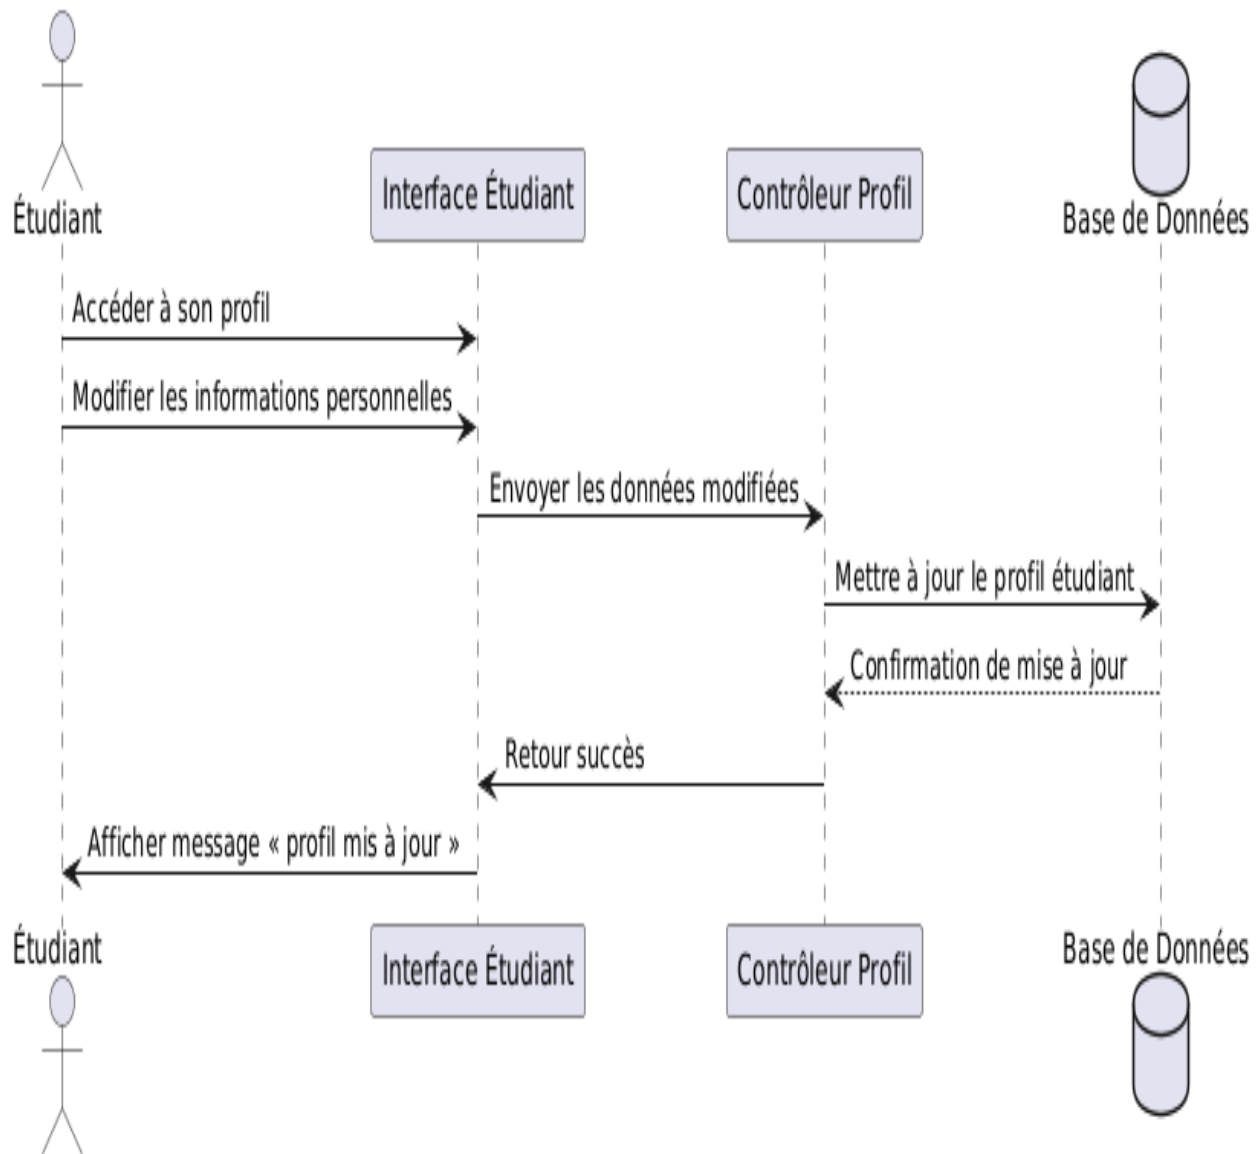 Étudiant
Interface Étudiant
Contrôleur Profil
Base de Données
Accéder à son profil
Modifier les informations personnelles
Envoyer les données modifiées
Mettre à jour le profil étudiant
Confirmation de mise à jour
Retour succès
Afficher message « profil mis à jour »
Étudiant
Interface Étudiant
Contrôleur Profil
Base de Données